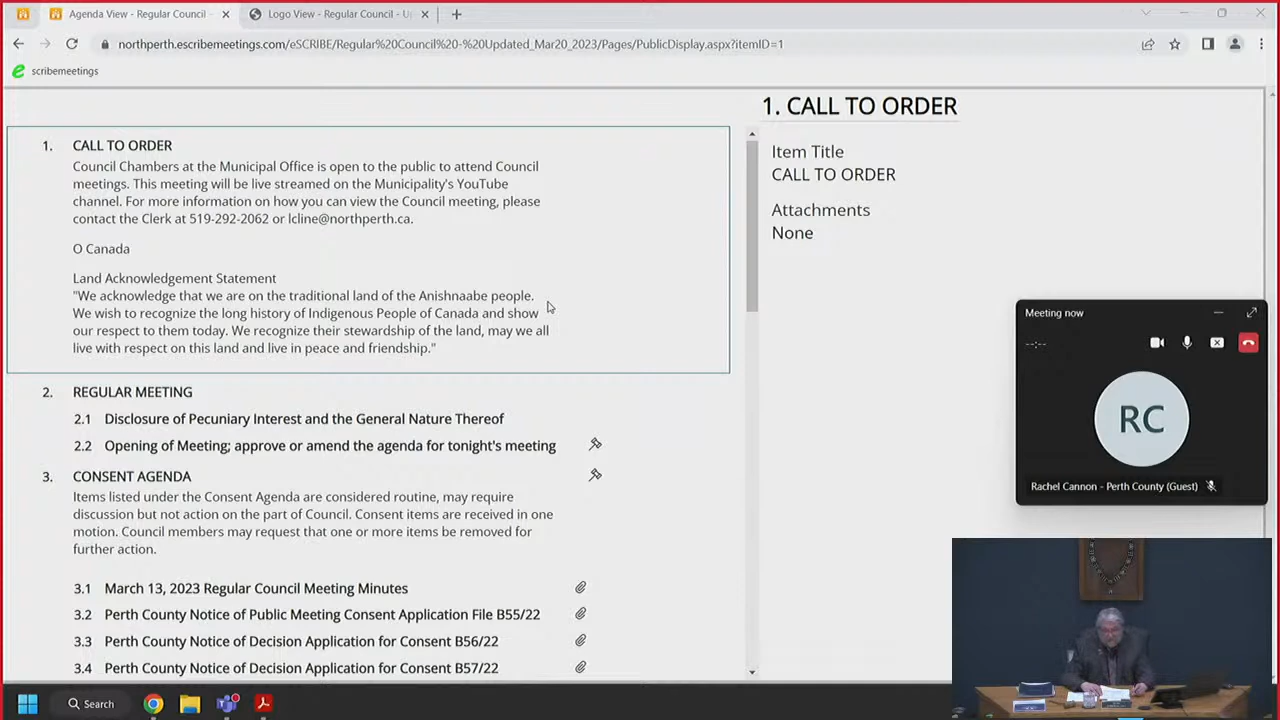 Agenda View - Regular Council
Logo View - Regular Council - U
northperth.escribemeetings.com/eSCRIBE/Regular%20Council%20-%20Updated_Mar20_2023/Pages/PublicDisplay.aspx?itemID=1
scribemeetings
1. CALL TO ORDER
Council Chambers at the Municipal Office is open to the public to attend Council
meetings. This meeting will be live streamed on the Municipality's YouTube
channel. For more information on how you can view the Council meeting, please
contact the Clerk at 519-292-2062 or lcline@northperth.ca.
O Canada
Land Acknowledgement Statement
"We acknowledge that we are on the traditional land of the Anishnaabe people.
We wish to recognize the long history of Indigenous People of Canada and show
our respect to them today. We recognize their stewardship of the land, may we all
live with respect on this land and live in peace and friendship."
2. REGULAR MEETING
2.1 Disclosure of Pecuniary Interest and the General Nature Thereof
2.2 Opening of Meeting; approve or amend the agenda for tonight's meeting
3. CONSENT AGENDA
Items listed under the Consent Agenda are considered routine, may require
discussion but not action on the part of Council. Consent items are received in one
motion. Council members may request that one or more items be removed for
further action.
3.1 March 13, 2023 Regular Council Meeting Minutes
3.2 Perth County Notice of Public Meeting Consent Application File B55/22
3.3 Perth County Notice of Decision Application for Consent B56/22
3.4 Perth County Notice of Decision Application for Consent B57/22
1. CALL TO ORDER
Item Title
CALL TO ORDER
Attachments
None
Meeting now
--:--
RC
Rachel Cannon - Perth County (Guest)
Search